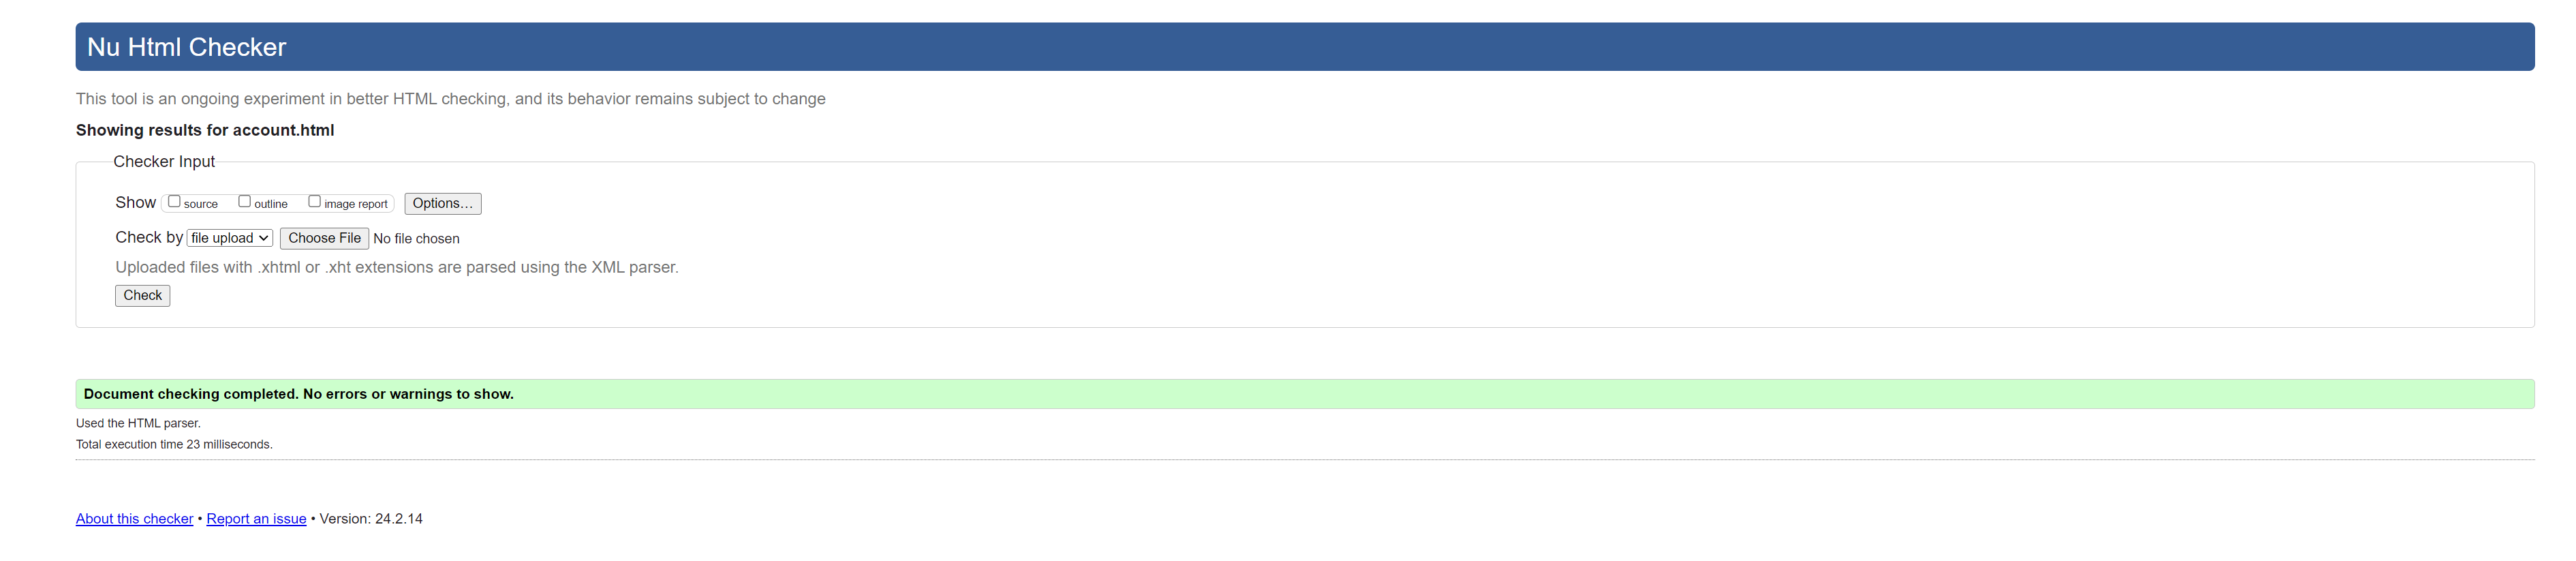 Nu Html Checker
This tool is an ongoing experiment in better HTML checking, and its behavior remains subject to change
Showing results for account.html
Checker Input
Show source outline image report Options...
Check by file upload Choose File No file chosen
Uploaded files with .xhtml or .xht extensions are parsed using the XML parser.
Check
Document checking completed. No errors or warnings to show.
Used the HTML parser.
Total execution time 23 milliseconds.
About this checker • Report an issue • Version: 24.2.14